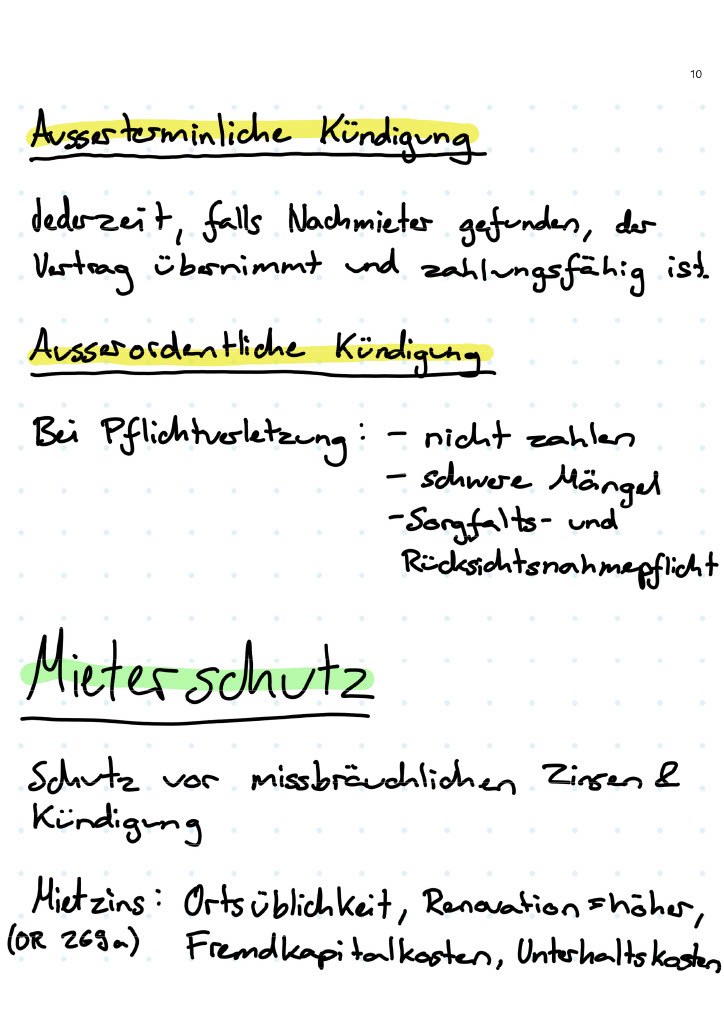 10
Ausserterminliche Kündigung
Jederzeit, falls Nachmieter gefunden, der
Vertrag übernimmt und zahlungsfähig ist.
Ausserordentliche Kündigung
Bei Pflichtverletzung: - nicht zahlen
- schwere Mängel
- Sorgfalts- und
Rücksichtsnahmepflicht
Mieterschutz
Schutz vor missbräuchlichen Zinsen &
Kündigung
Mietzins: Ortsüblichkeit, Renovation = höher,
(OR 269a) Fremdkapitalkosten, Unterhaltskosten